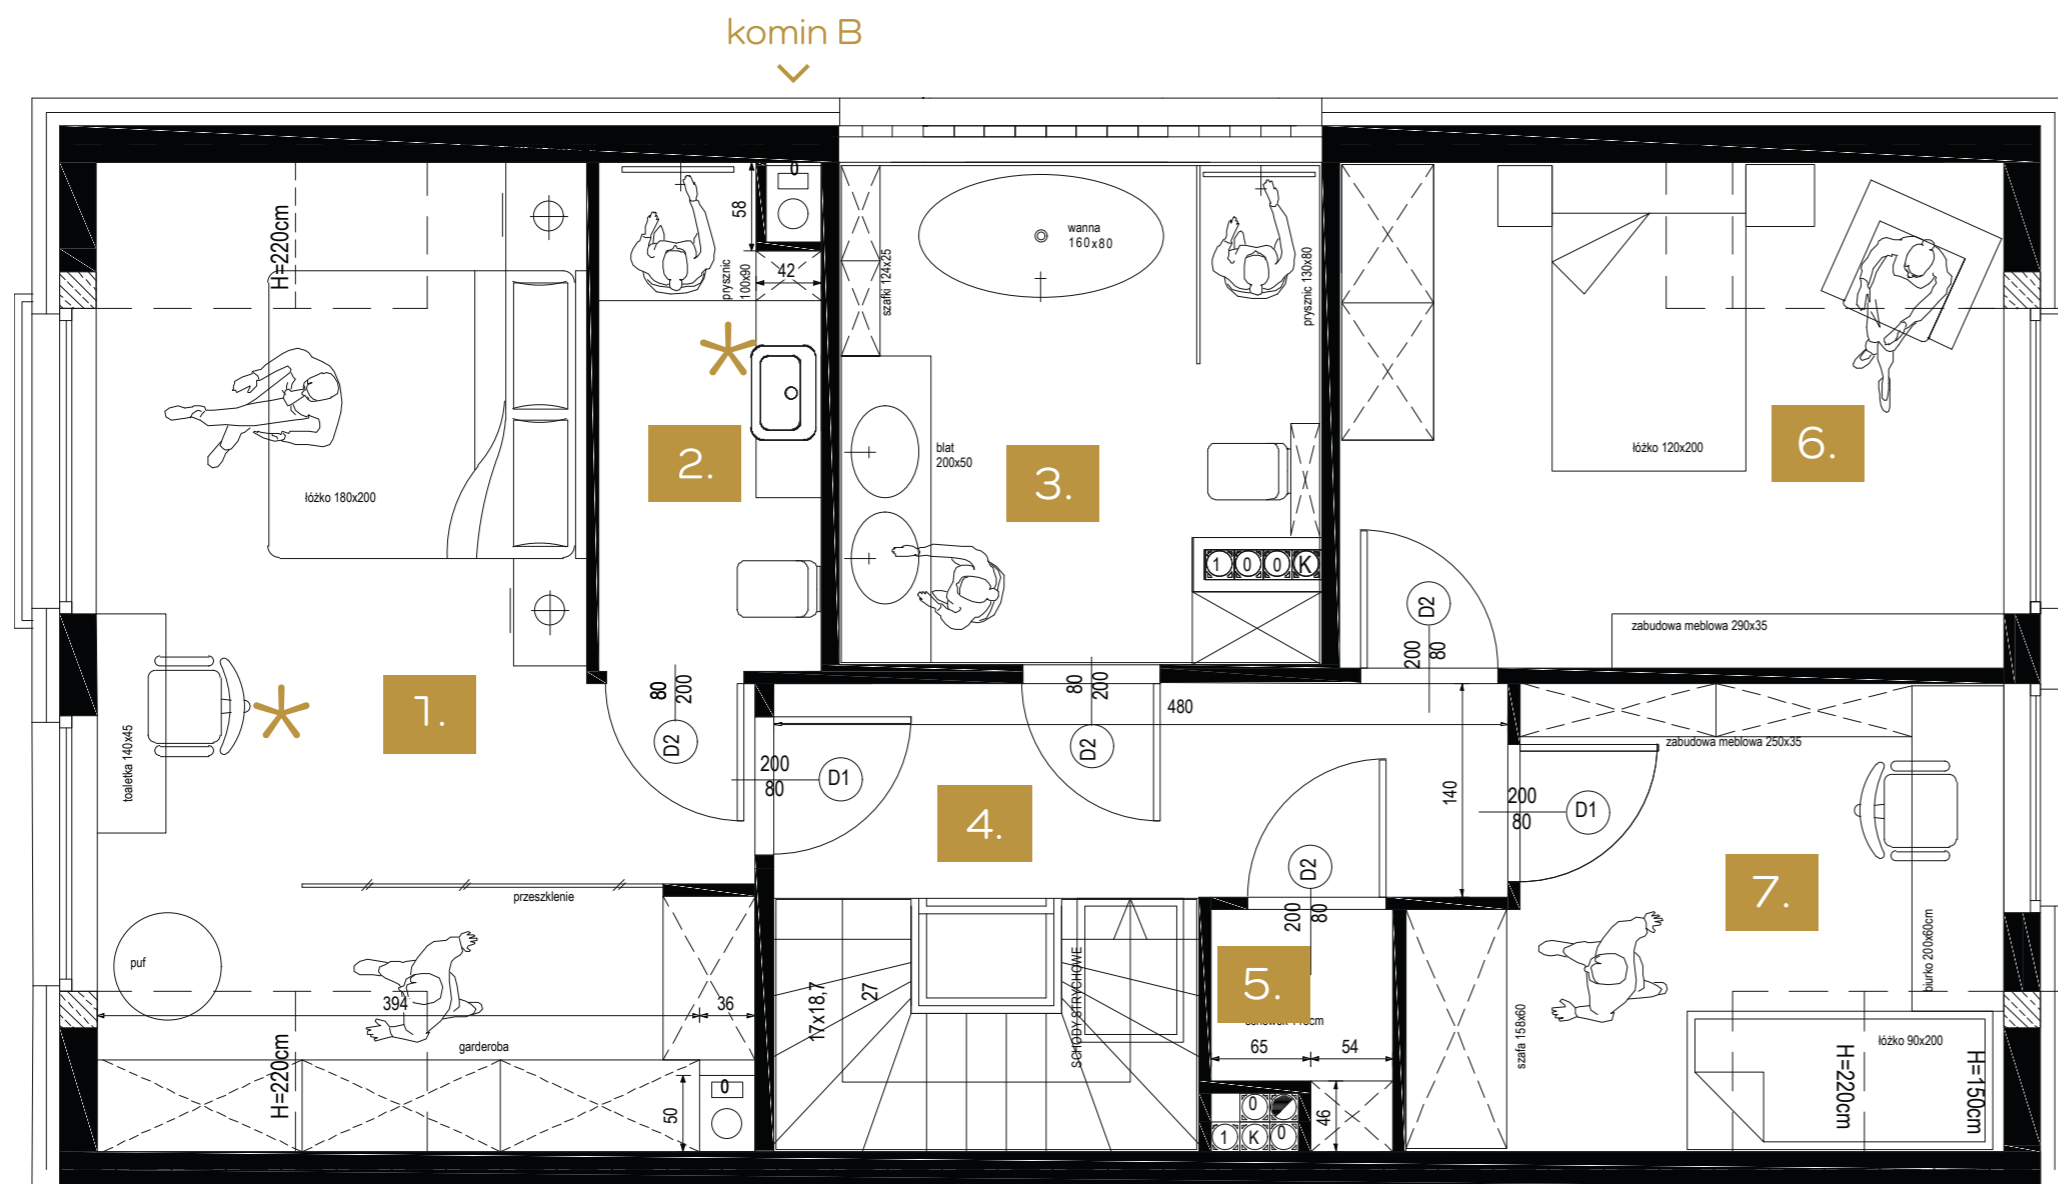 komin B
H=220cm
58
0
prysznic
100x90
42
szafki 124x25
wanna
160x80
prysznic 130x80
łóżko 180x200
2.
blat
200x50
3.
łóżko 120x200
6.
1 0 0 K
D2
200
80
zabudowa meblowa 290x35
toaletka 140x45
1.
80
200
D2
80
200
D2
480
200
80
D1
zabudowa meblowa 250x35
140
200
80
D1
4.
D2
200
80
7.
przeszklenie
puf
394
36
garderoba
H=220cm
50
0
17x18,7
27
SCHODY STRYCHOWE
5.
65
54
46
0
1 K 0
szafa 158x60
biurko 200x60cm
łóżko 90x200
H=220cm
H=150cm